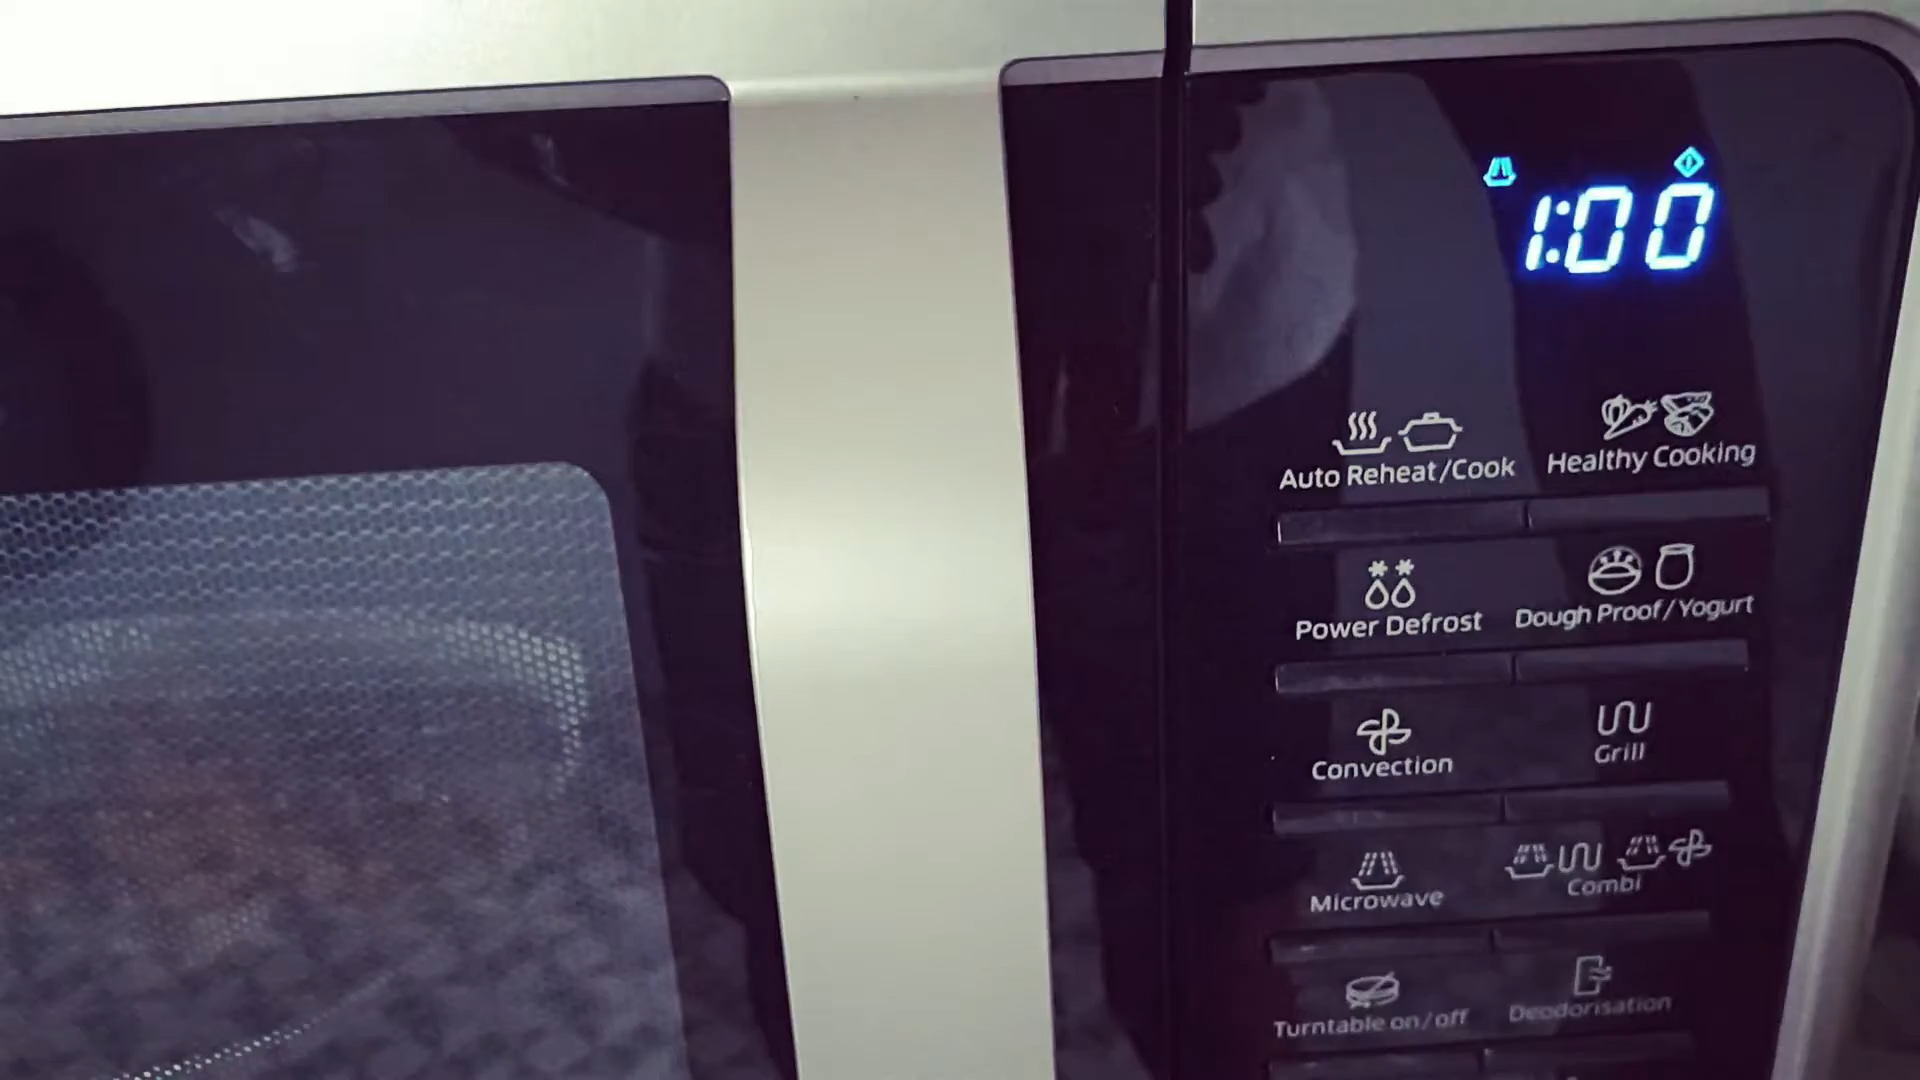 1:00
Auto Reheat/Cook
Healthy Cooking
Power Defrost
Dough Proof/Yogurt
Convection
Grill
Microwave
Combi
Turntable on/off
Deodorisation